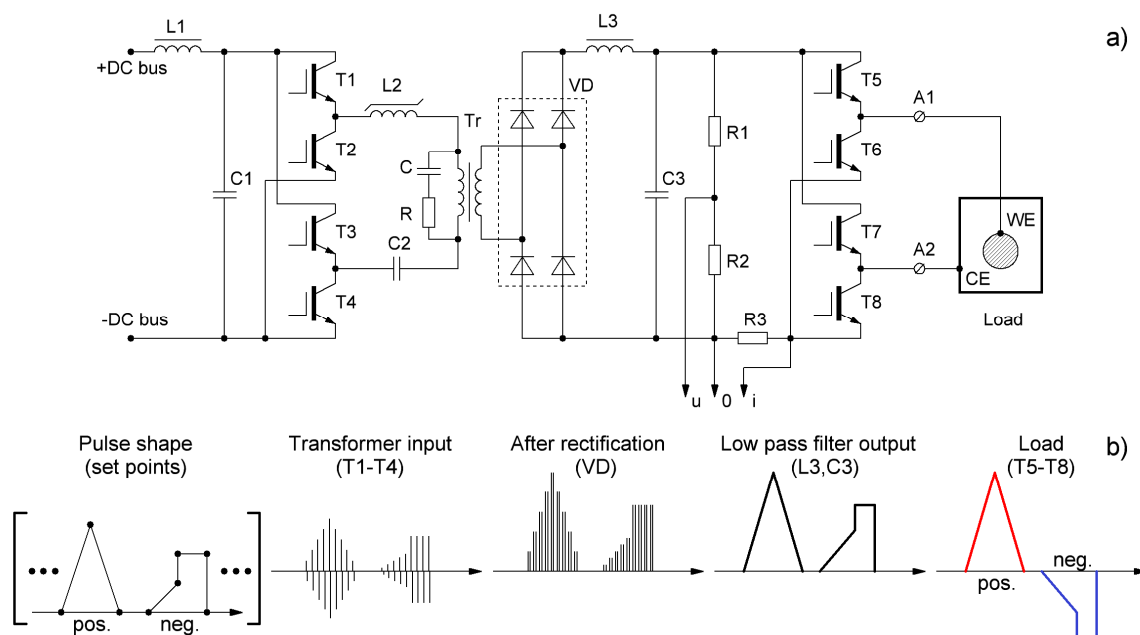 L1
L3
a)
+DC bus
T1
VD
T5
L2
A1
Tr
T2
R1
T6
C
C1
C3
WE
R
T3
T7
C2
R2
A2
CE
T4
T8
-DC bus
R3
Load
u
0
i
Pulse shape
(set points)
Transformer input
(T1-T4)
After rectification
(VD)
Low pass filter output
(L3,C3)
Load
(T5-T8)
b)
pos.
neg.
pos.
neg.